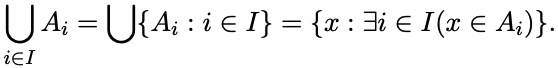 ⋃_{i∈I} A_i = ⋃{A_i : i ∈ I} = {x : ∃i ∈ I(x ∈ A_i)}.